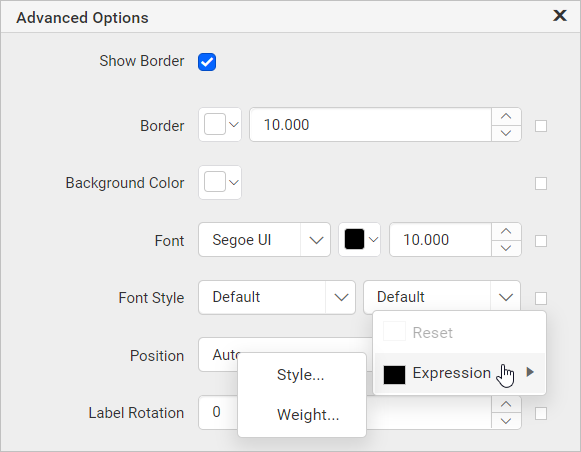 Advanced Options
Show Border
Border 10.000
Background Color
Font Segoe UI 10.000
Font Style Default Default
Reset
Position Auto
Expression
Style...
Weight...
Label Rotation 0